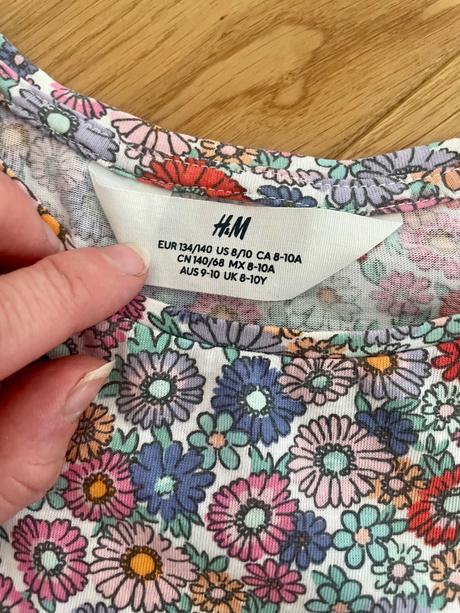 H&M
EUR 134/140 US 8/10 CA 8-10A
CN 140/68 MX 8-10A
AUS 9-10 UK 8-10Y